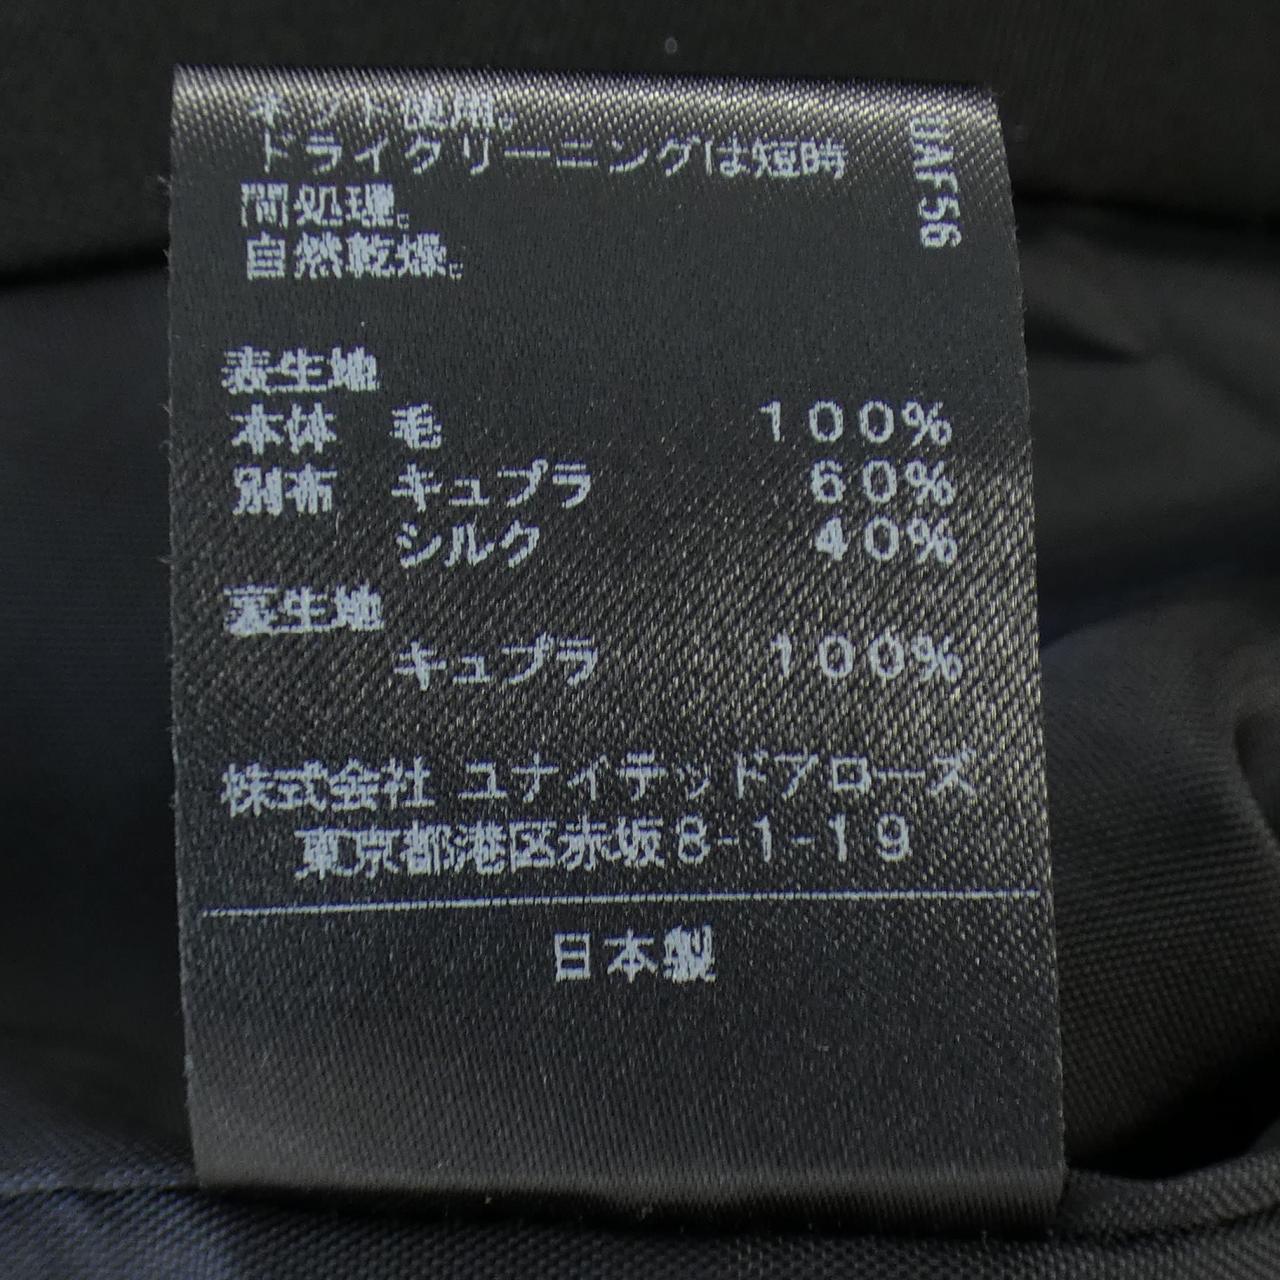 ネット使用。
ドライクリーニングは短時
間処理。
自然乾燥。
UAF56
表生地
本体 毛 100%
別布 キュプラ 60%
シルク 40%
裏生地
キュプラ 100%
株式会社 ユナイテッドアローズ
東京都港区赤坂8-1-19
日本製